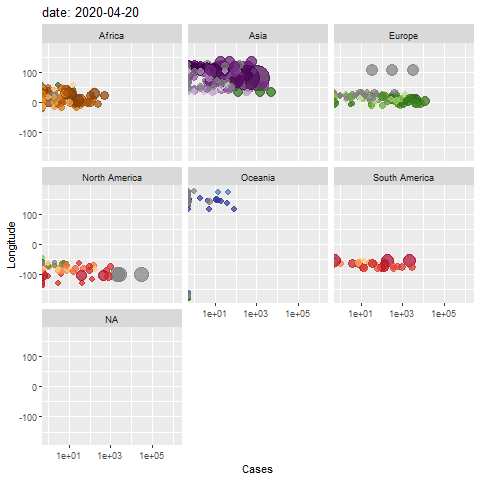 date: 2020-04-20
Africa
Asia
Europe
100
0
-100
North America
Oceania
South America
100
0
-100
Longitude
1e+01
1e+03
1e+05
1e+01
1e+03
1e+05
NA
100
0
-100
1e+01
1e+03
1e+05
Cases